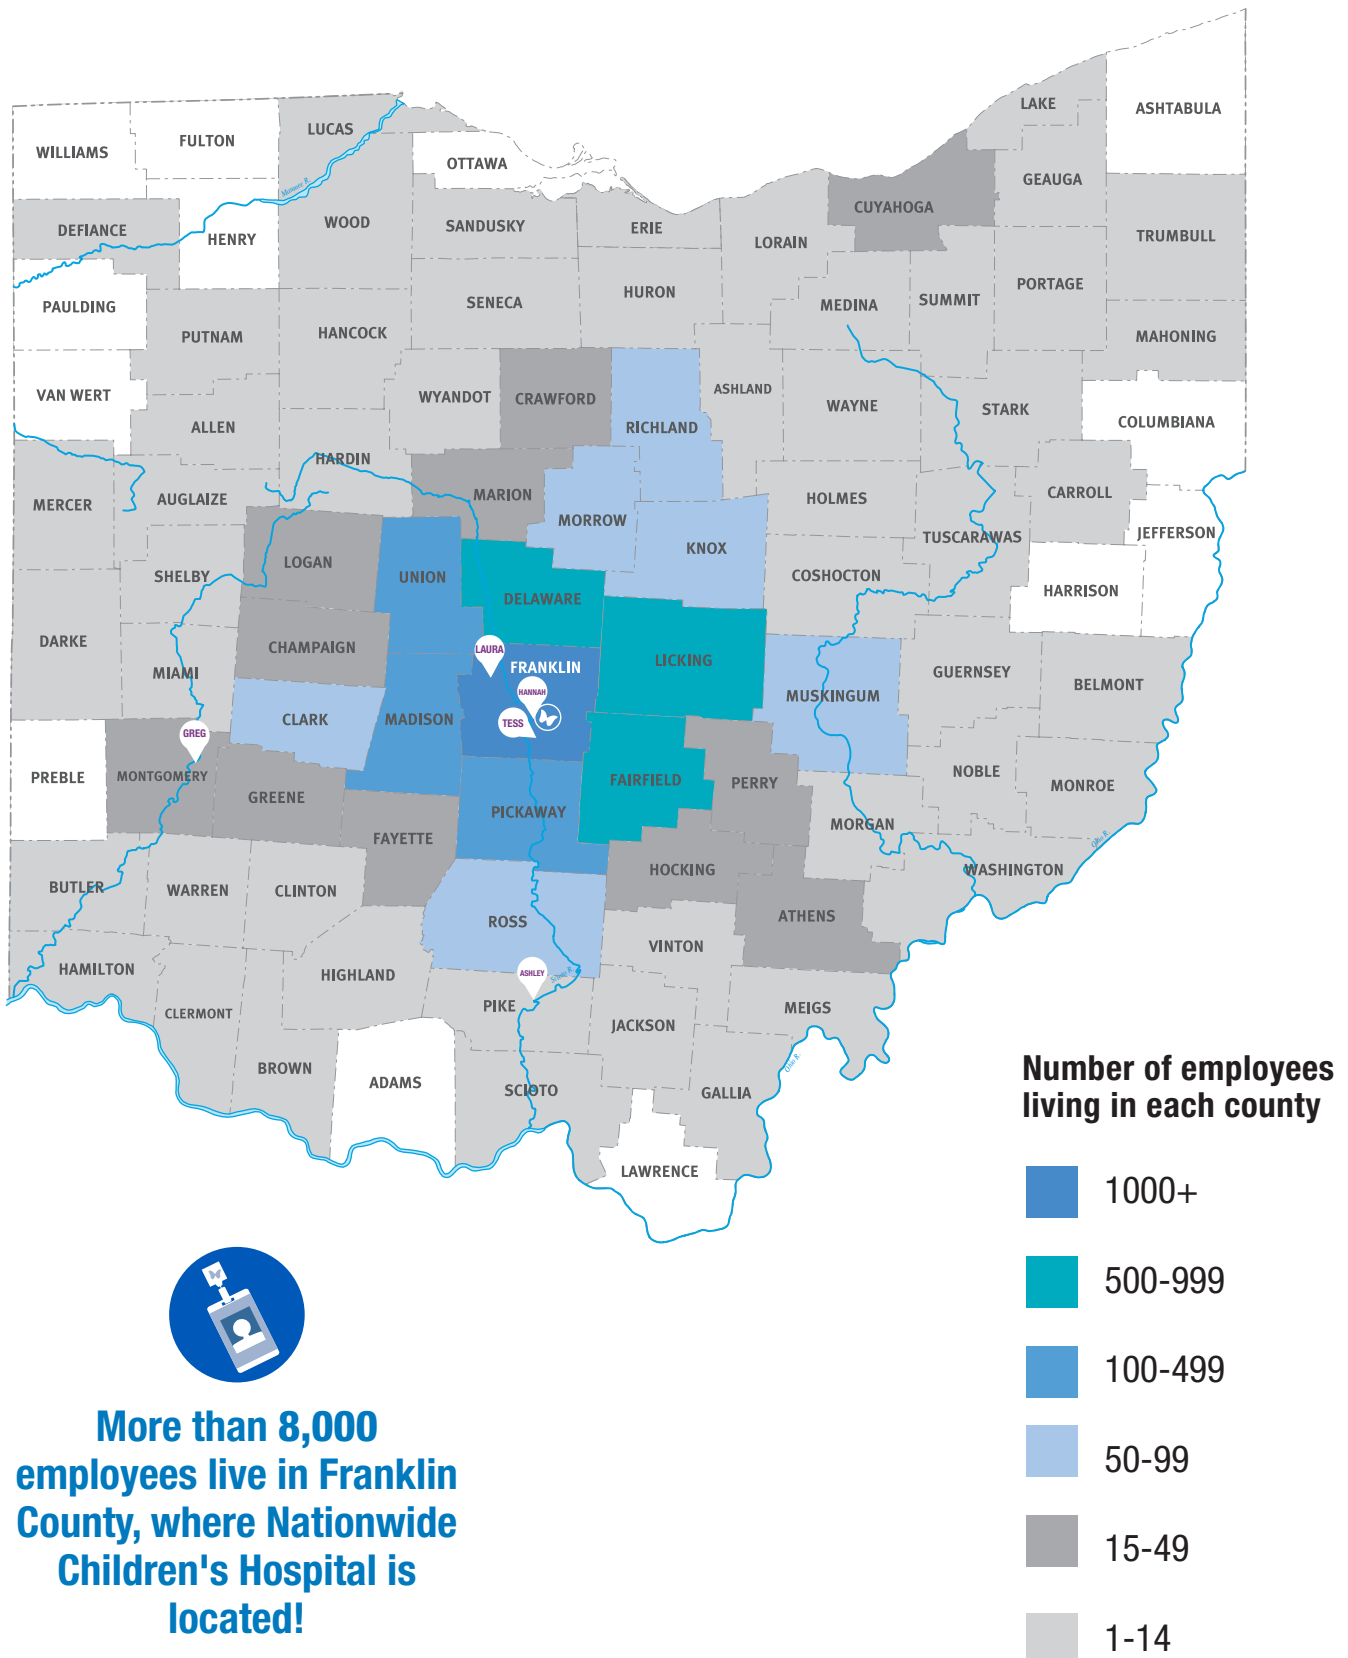 LAKE
ASHTABULA
LUCAS
FULTON
WILLIAMS
OTTAWA
GEAUGA
Maumee R.
CUYAHOGA
WOOD
SANDUSKY
ERIE
DEFIANCE
HENRY
LORAIN
TRUMBULL
PORTAGE
HURON
SUMMIT
SENECA
MEDINA
PAULDING
HANCOCK
PUTNAM
MAHONING
ASHLAND
VAN WERT
WYANDOT
CRAWFORD
WAYNE
STARK
COLUMBIANA
ALLEN
RICHLAND
HARDIN
CARROLL
MARION
HOLMES
AUGLAIZE
MERCER
MORROW
JEFFERSON
TUSCARAWAS
KNOX
LOGAN
SHELBY
UNION
COSHOCTON
HARRISON
DELAWARE
DARKE
CHAMPAIGN
LAURA
LICKING
FRANKLIN
MIAMI
GUERNSEY
BELMONT
HANNAH
MUSKINGUM
CLARK
MADISON
TESS
GREG
NOBLE
PREBLE
MONTGOMERY
FAIRFIELD
PERRY
MONROE
GREENE
PICKAWAY
MORGAN
FAYETTE
Ohio R.
HOCKING
WASHINGTON
BUTLER
WARREN
CLINTON
ATHENS
ROSS
VINTON
HAMILTON
HIGHLAND
ASHLEY
Scioto R.
PIKE
MEIGS
CLERMONT
JACKSON
Ohio R.
BROWN
ADAMS
SCIOTO
GALLIA
LAWRENCE
Number of employees
living in each county
1000+
500-999
100-499
50-99
15-49
1-14
More than 8,000
employees live in Franklin
County, where Nationwide
Children's Hospital is
located!